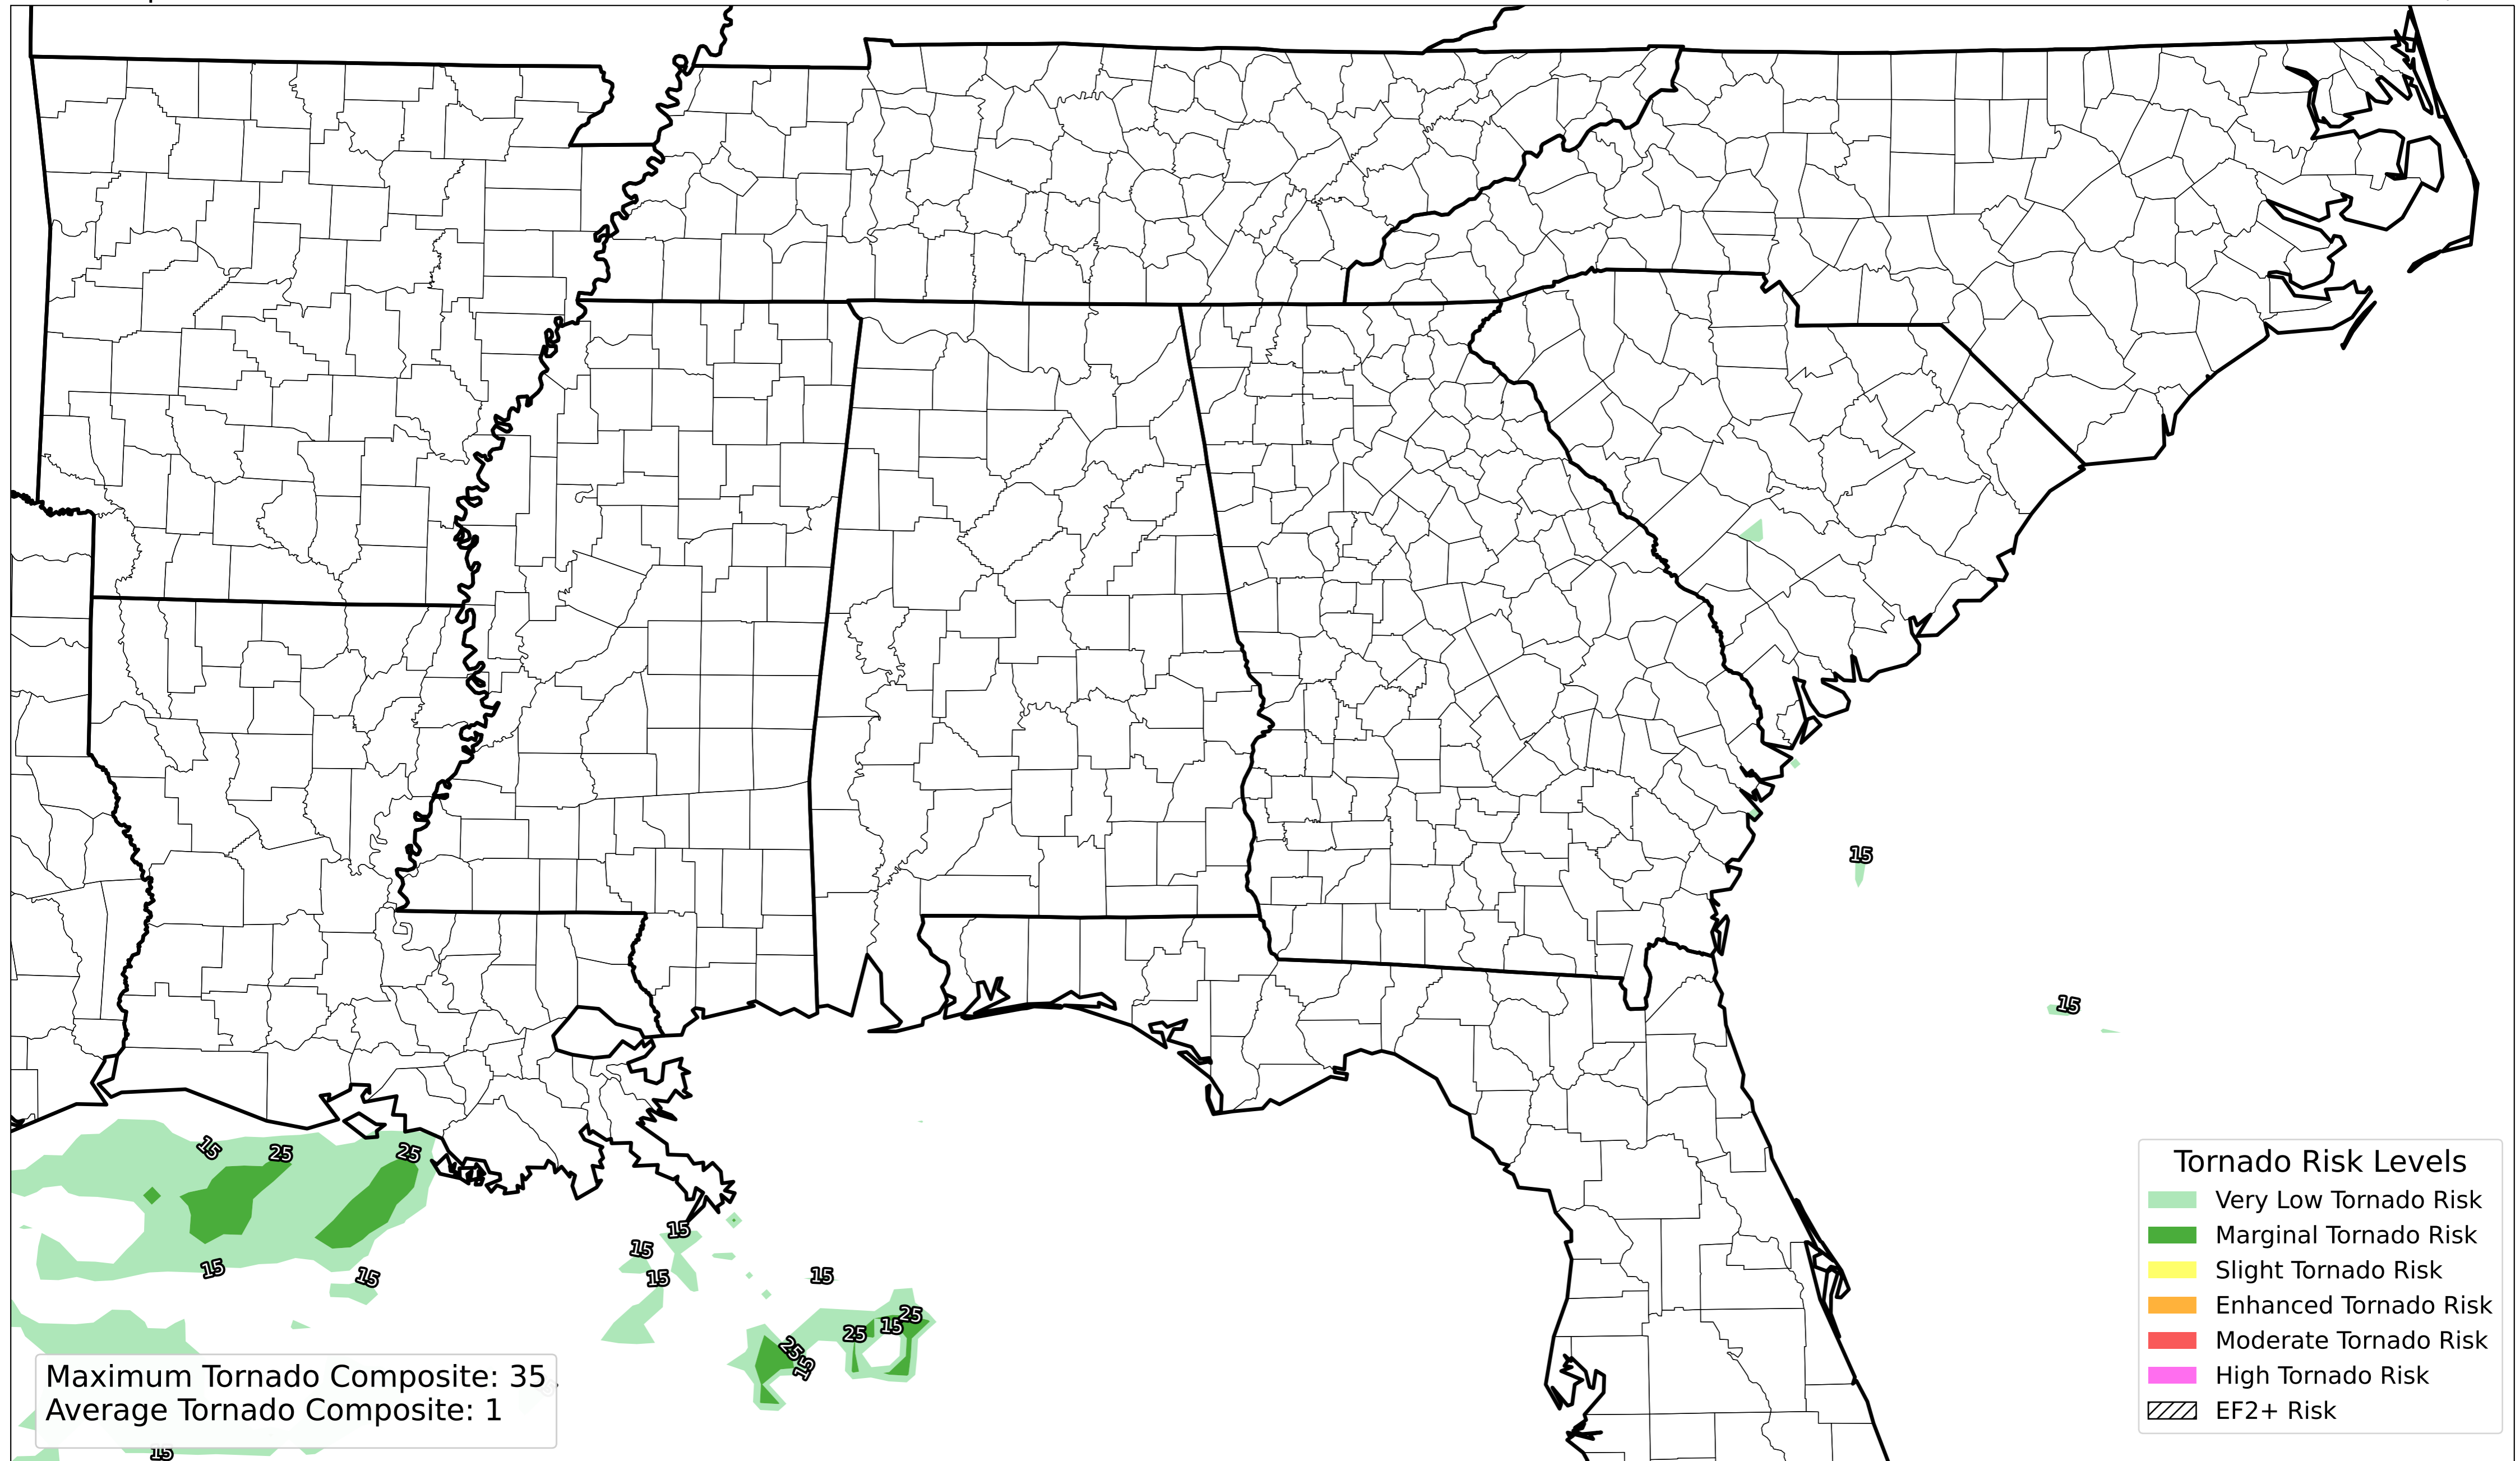 15
15
15
25
25
15
15
15
15
15
15
25
25
15
25
15
Maximum Tornado Composite: 35
Average Tornado Composite: 1
15
Tornado Risk Levels
Very Low Tornado Risk
Marginal Tornado Risk
Slight Tornado Risk
Enhanced Tornado Risk
Moderate Tornado Risk
High Tornado Risk
EF2+ Risk